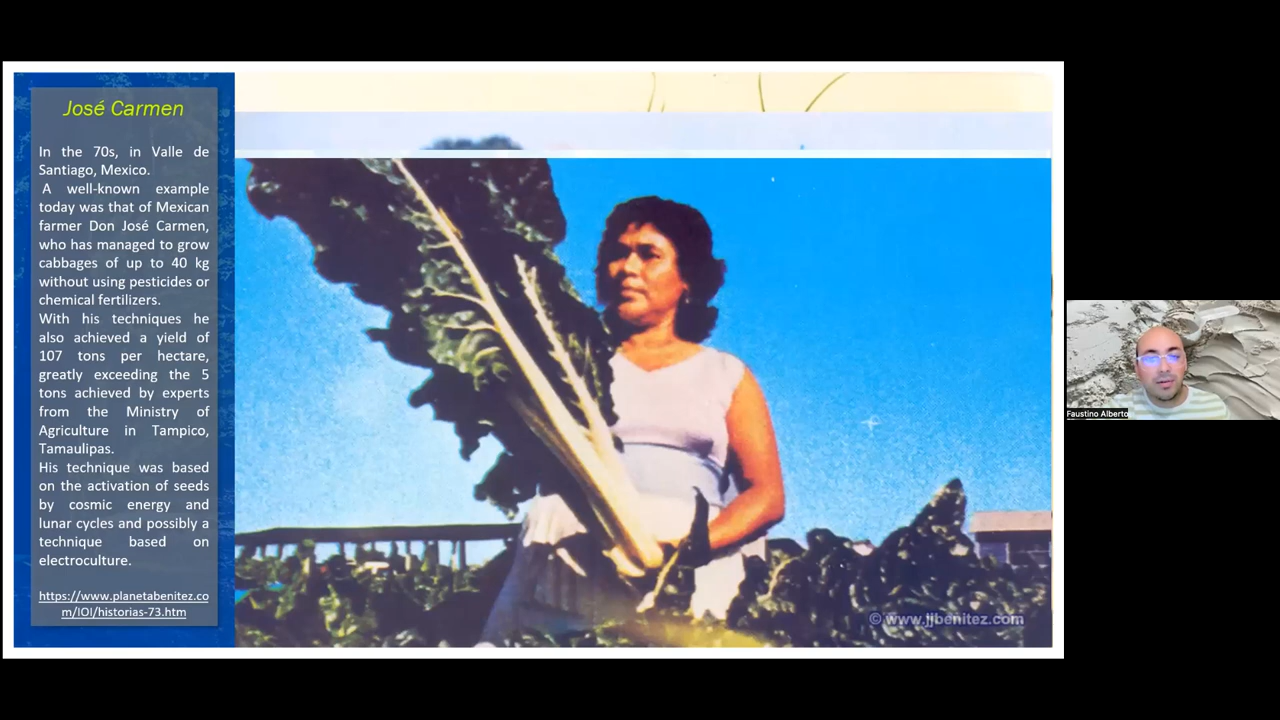 José Carmen
In the 70s, in Valle de
Santiago, Mexico.
A well-known example
today was that of Mexican
farmer Don José Carmen,
who has managed to grow
cabbages of up to 40 kg
without using pesticides or
chemical fertilizers.
With his techniques he
also achieved a yield of
107 tons per hectare,
greatly exceeding the 5
tons achieved by experts
from the Ministry of
Agriculture in Tampico,
Tamaulipas.
His technique was based
on the activation of seeds
by cosmic energy and
lunar cycles and possibly a
technique based on
electroculture.
https://www.planetabenitez.co
m/IOI/historias-73.htm
© www.jjbenitez.com
Faustino Alberto